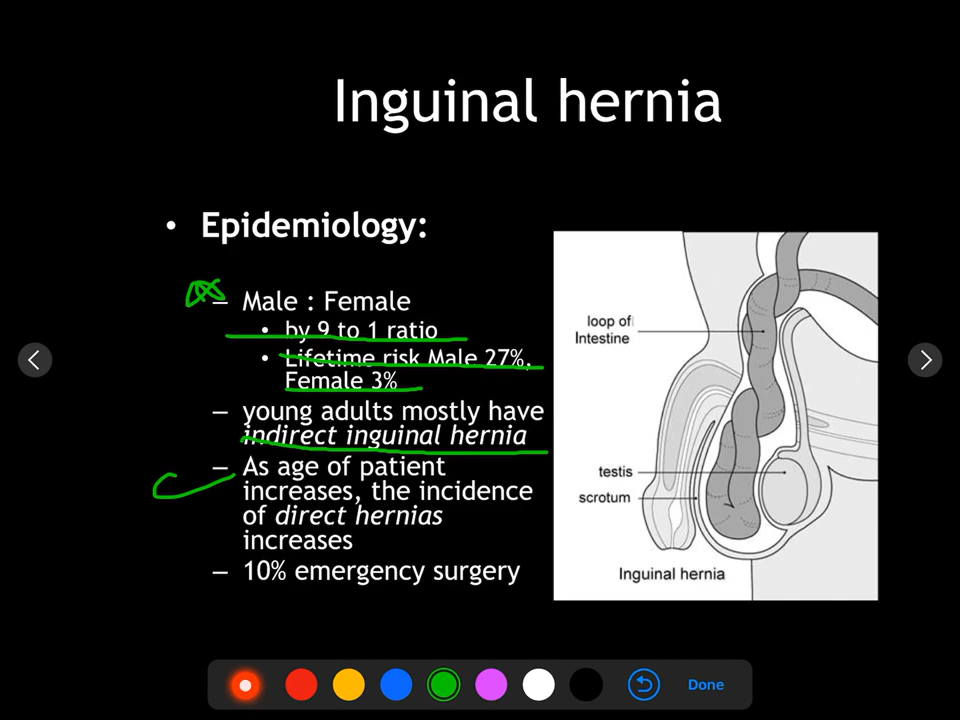 Inguinal hernia
• Epidemiology:
– Male : Female
• by 9 to 1 ratio
• Lifetime risk Male 27%,
Female 3%
– young adults mostly have
indirect inguinal hernia
– As age of patient
increases, the incidence
of direct hernias
increases
– 10% emergency surgery
loop of
Intestine
testis
scrotum
Inguinal hernia
Done